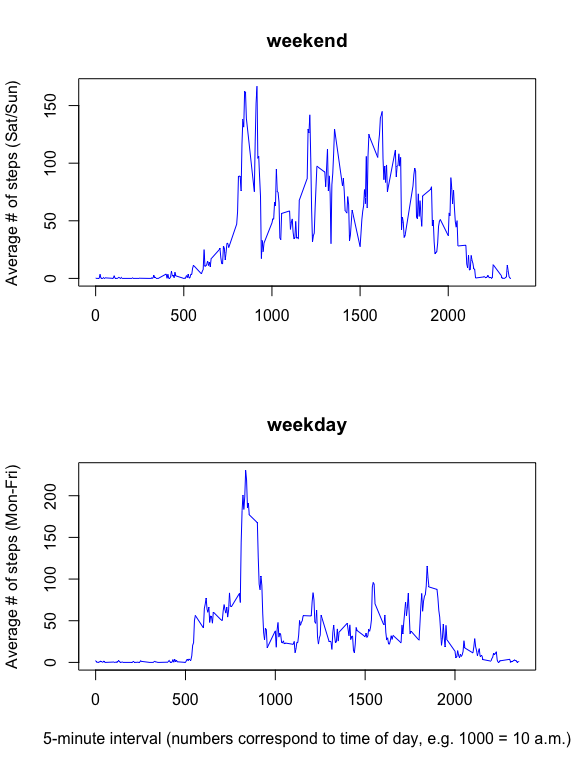 weekend
Average # of steps (Sat/Sun)
150
100
50
0
0 500 1000 1500 2000
weekday
Average # of steps (Mon-Fri)
200
150
100
50
0
0 500 1000 1500 2000
5-minute interval (numbers correspond to time of day, e.g. 1000 = 10 a.m.)